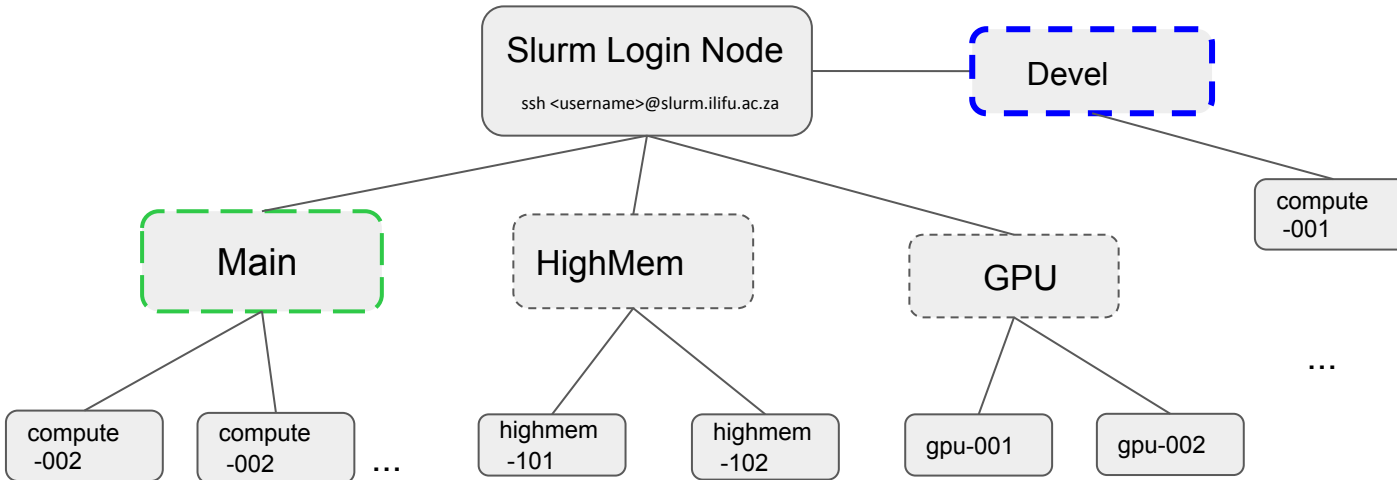 Slurm Login Node
ssh <username>@slurm.ilifu.ac.za
Devel
compute
-001
Main
HighMem
GPU
...
compute
-002
compute
-002
...
highmem
-101
highmem
-102
gpu-001
gpu-002